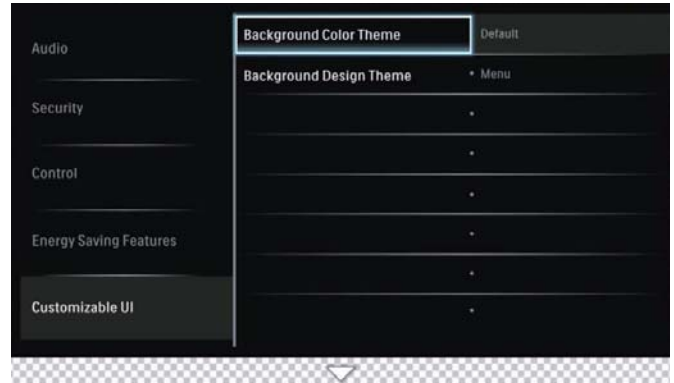 Audio
Security
Control
Energy Saving Features
Customizable UI
Background Color Theme
Default
Background Design Theme
• Menu
•
•
•
•
•
•